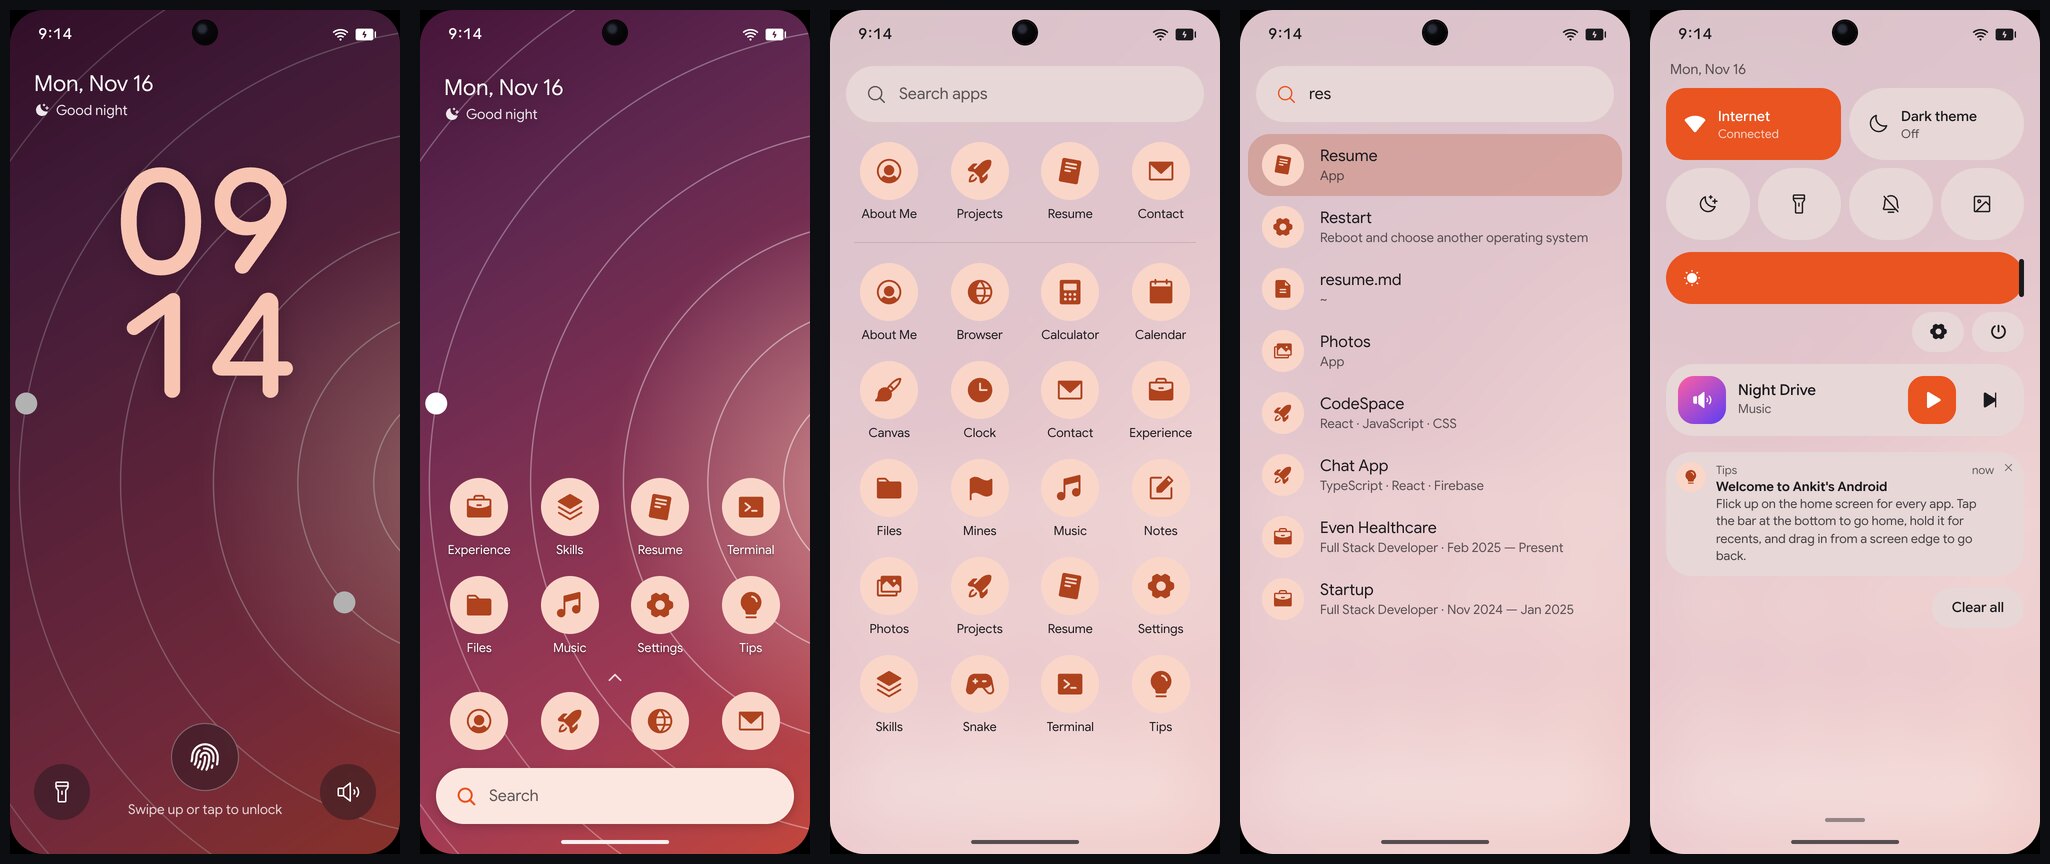 9:14
Mon, Nov 16
Good night
09
14
Swipe up or tap to unlock
9:14
Mon, Nov 16
Good night
Experience Skills Resume Terminal
Files Music Settings Tips
Search
9:14
Search apps
About Me Projects Resume Contact
About Me Browser Calculator Calendar
Canvas Clock Contact Experience
Files Mines Music Notes
Photos Projects Resume Settings
Skills Snake Terminal Tips
9:14
res
Resume
App
Restart
Reboot and choose another operating system
resume.md
~
Photos
App
CodeSpace
React · JavaScript · CSS
Chat App
TypeScript · React · Firebase
Even Healthcare
Full Stack Developer · Feb 2025 — Present
Startup
Full Stack Developer · Nov 2024 — Jan 2025
9:14
Mon, Nov 16
Internet
Connected
Dark theme
Off
Night Drive
Music
Tips now
Welcome to Ankit's Android
Flick up on the home screen for every app. Tap
the bar at the bottom to go home, hold it for
recents, and drag in from a screen edge to go
back.
Clear all